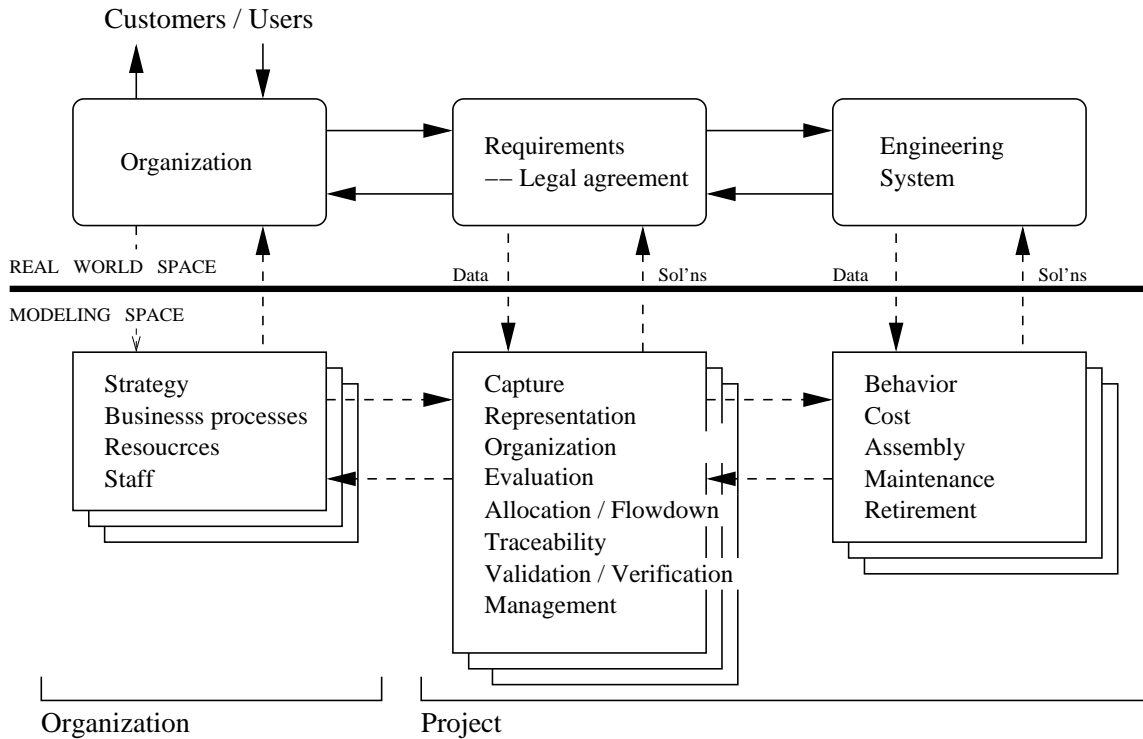 Customers / Users
Organization
Requirements
–– Legal agreement
Engineering
System
REAL WORLD SPACE
Data
Sol'ns
Data
Sol'ns
MODELING SPACE
Strategy
Businesss processes
Resoucrces
Staff
Capture
Representation
Organization
Evaluation
Allocation / Flowdown
Traceability
Validation / Verification
Management
Behavior
Cost
Assembly
Maintenance
Retirement
Organization
Project